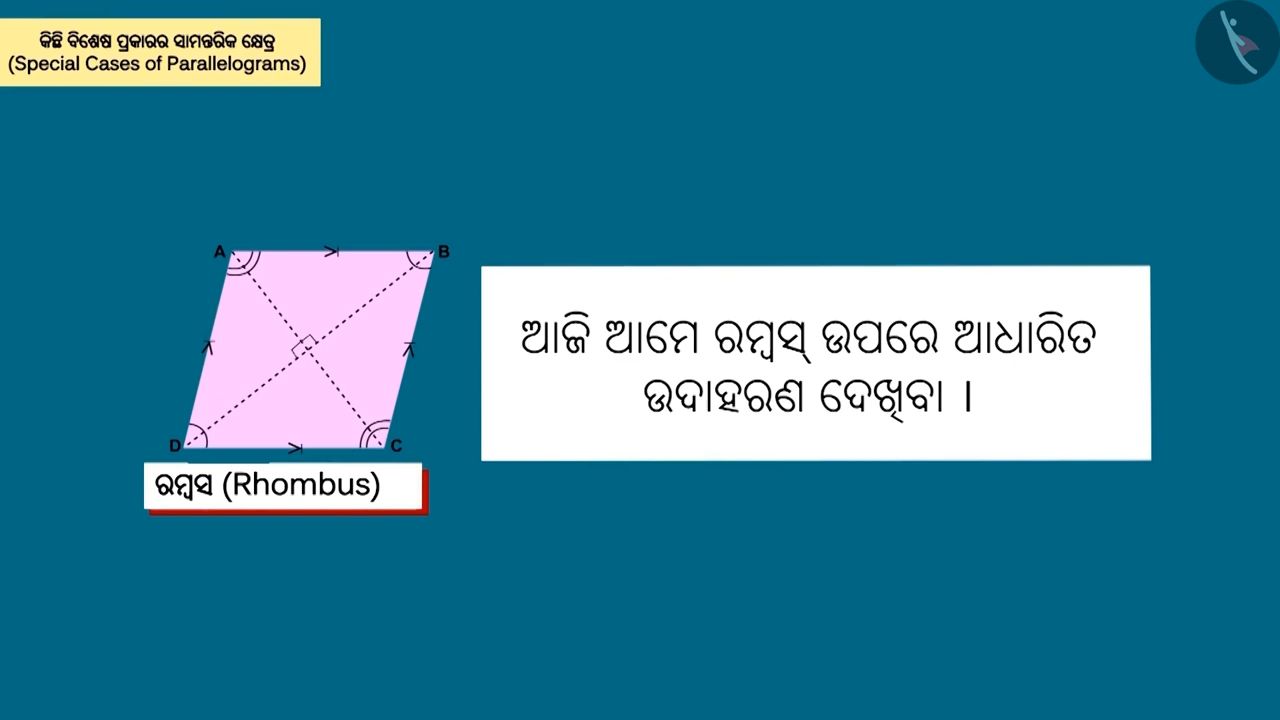 କିଛି ବିଶେଷ ପ୍ରକାରର ସାମନ୍ତରିକ କ୍ଷେତ୍ର
(Special Cases of Parallelograms)
A
B
ଆଜି ଆମେ ରମ୍ବସ୍ ଉପରେ ଆଧାରିତ
ଉଦାହରଣ ଦେଖିବା ।
D
C
ରମ୍ବସ (Rhombus)